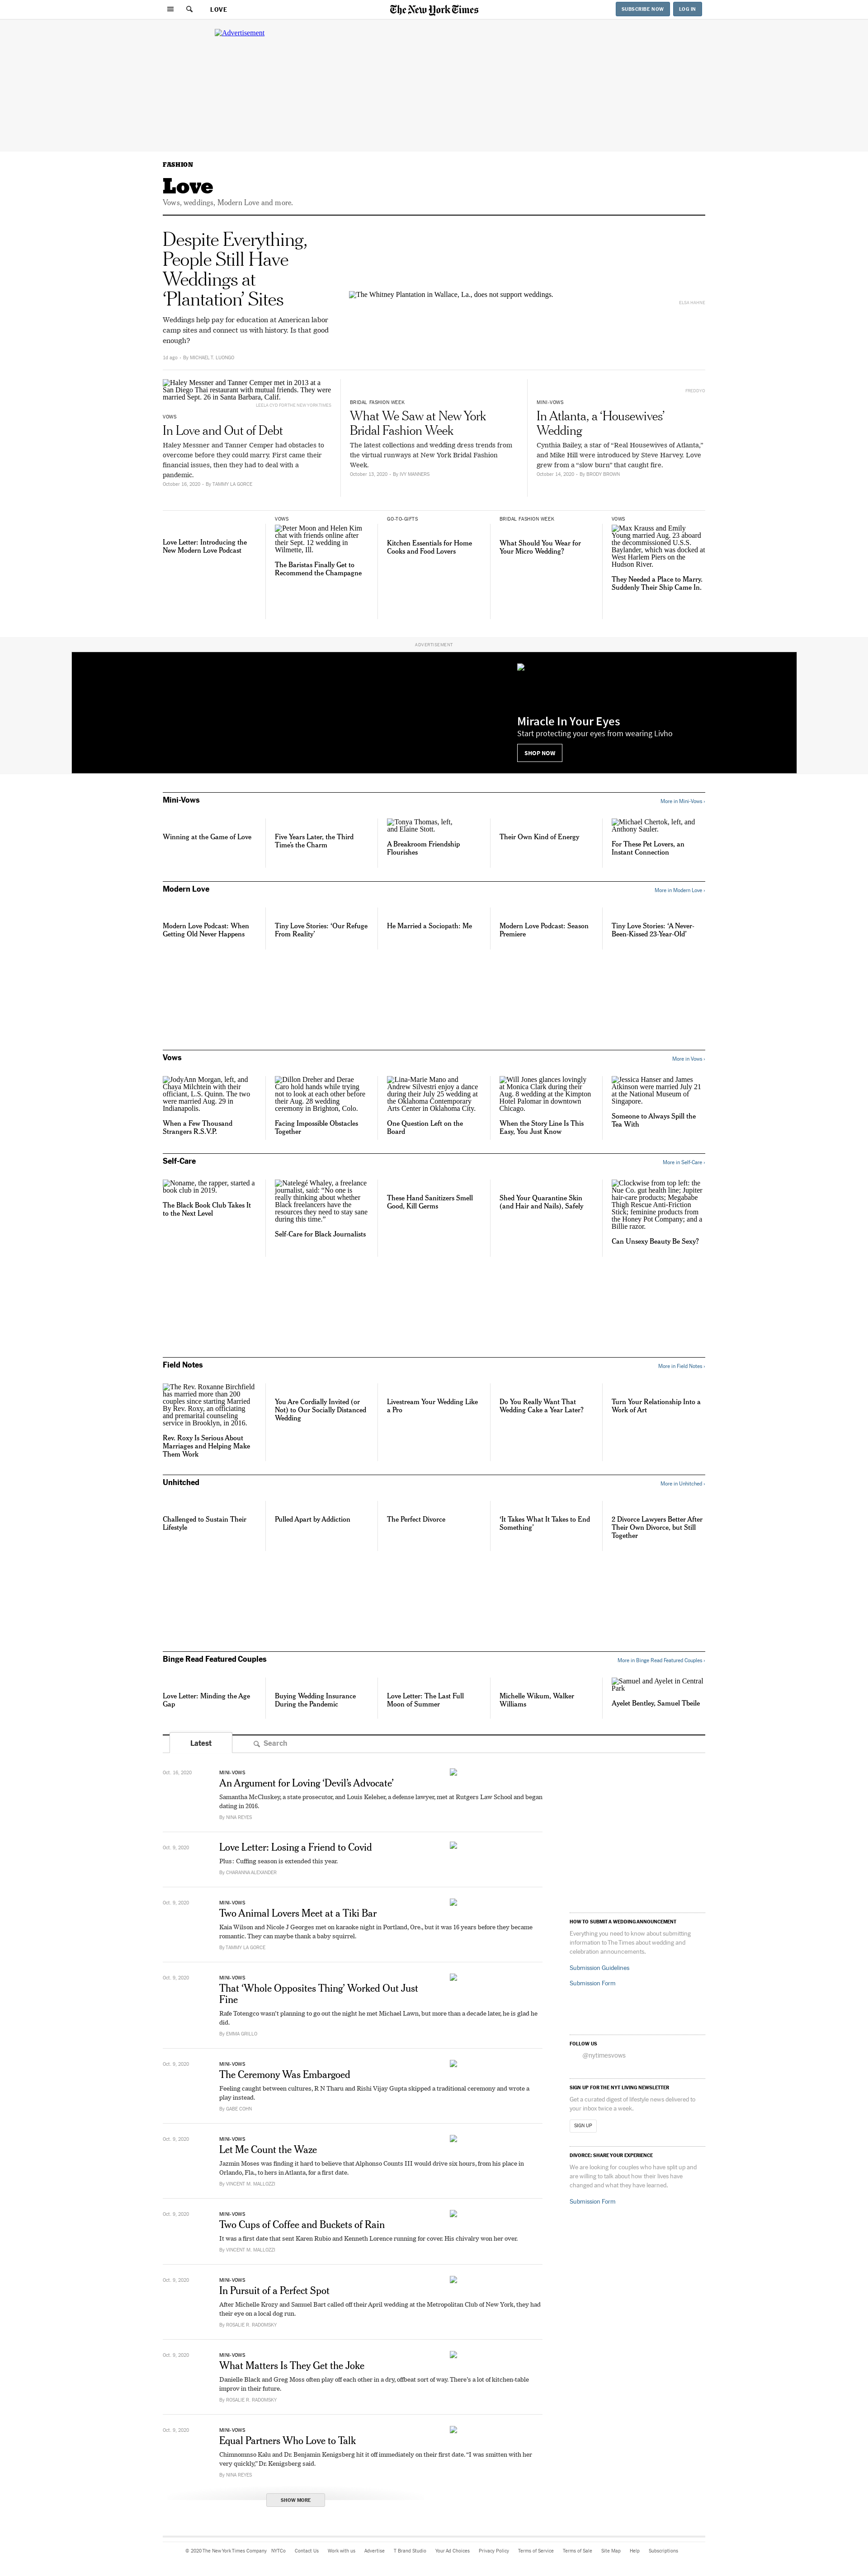 LOVE
The New York Times
SUBSCRIBE NOW
LOG IN
Advertisement
FASHION
Love
Vows, weddings, Modern Love and more.
Despite Everything,
People Still Have
Weddings at
‘Plantation’ Sites
Weddings help pay for education at American labor
camp sites and connect us with history. Is that good
enough?
1d ago – By MICHAEL T. LUONGO
The Whitney Plantation in Wallace, La., does not support weddings.
Haley Messner and Tanner Cemper met in 2013 at a
San Diego Thai restaurant with mutual friends. They were
married Sept. 26 in Santa Barbara, Calif.
VOWS
In Love and Out of Debt
Haley Messner and Tanner Cemper had obstacles to
overcome before they could marry. First came their
financial issues, then they had to deal with a
pandemic.
October 16, 2020 – By TAMMY LA GORCE
BRIDAL FASHION WEEK
What We Saw at New York
Bridal Fashion Week
The latest collections and wedding dress trends from
the virtual runways at New York Bridal Fashion
Week.
October 15, 2020 – By IVY MANNERS
MINI-VOWS
In Atlanta, a ‘Housewives’
Wedding
Cynthia Bailey, a star of “Real Housewives of Atlanta,”
and Mike Hill were introduced by Steve Harvey. Love
grew from a “slow burn” that caught fire.
October 14, 2020 – By BRODY BROWN
Love Letter: Introducing the
New Modern Love Podcast
VOWS
Peter Moon and Helen Kim
chat with friends online after
their Sept. 12 wedding in
Wilmette, Ill.
The Baristas Finally Get to
Recommend the Champagne
GO-TO-GIFTS
Kitchen Essentials for Home
Cooks and Food Lovers
BRIDAL FASHION WEEK
What Should You Wear for
Your Micro Wedding?
VOWS
Max Krauss and Emily
Young married Aug. 23 aboard
the decommissioned U.S.S.
Baylander, which was docked at
West Harlem Piers on the
Hudson River.
They Needed a Place to Marry.
Suddenly Their Ship Came In.
ADVERTISEMENT
Miracle In Your Eyes
Start protecting your eyes from wearing Livho
SHOP NOW
Mini-Vows
More in Mini-Vows ›
Winning at the Game of Love
Five Years Later, the Third
Time’s the Charm
Tonya Thomas, left,
and Elaine Stott.
A Breakroom Friendship
Flourishes
Their Own Kind of Energy
Michael Chertok, left, and
Anthony Sauler.
For These Pet Lovers, an
Instant Connection
Modern Love
More in Modern Love ›
Modern Love Podcast: When
Getting Old Never Happens
Tiny Love Stories: ‘Our Refuge
From Reality’
He Married a Sociopath: Me
Modern Love Podcast: Season
Premiere
Tiny Love Stories: ‘A Never-
Been-Kissed 23-Year-Old’
Vows
More in Vows ›
JodyAnn Morgan, left, and
Chaya Milchtein with their
officiant, L.S. Quinn. The two
were married Aug. 29 in
Indianapolis.
When a Few Thousand
Strangers R.S.V.P.
Dillon Dreher and Derae
Caro hold hands while trying
not to look at each other before
their Aug. 28 wedding
ceremony in Brighton, Colo.
Facing Impossible Obstacles
Together
Lina-Marie Mano and
Andrew Silvestri enjoy a dance
during their July 25 wedding at
the Oklahoma Contemporary
Arts Center in Oklahoma City.
One Question Left on the
Board
Will Jones glances lovingly
at Monica Clark during their
Aug. 8 wedding at the Kimpton
Hotel Palomar in downtown
Chicago.
When the Story Line Is This
Easy, You Just Know
Jessica Hanser and James
Atkinson were married July 21
at the National Museum of
Singapore.
Someone to Always Spill the
Tea With
Self-Care
More in Self-Care ›
Noname, the rapper, started a
book club in 2019.
The Black Book Club Takes It
to the Next Level
Natelegé Whaley, a freelance
journalist, said: “No one is
really thinking about whether
Black freelancers have the
resources they need to stay sane
during this time.”
Self-Care for Black Journalists
These Hand Sanitizers Smell
Good, Kill Germs
Shed Your Quarantine Skin
(and Hair and Nails), Safely
Clockwise from top left: the
Nue Co. gut health line; Jupiter
hair-care products; Megababe
Thigh Rescue Anti-Friction
Stick; feminine products from
the Honey Pot Company; and a
Billie razor.
Can Unsexy Beauty Be Sexy?
Field Notes
More in Field Notes ›
The Rev. Roxanne Birchfield
has married more than 200
couples since starting Married
By Rev. Roxy, an officiating
and premarital counseling
service in Brooklyn, in 2016.
Rev. Roxy Is Serious About
Marriages and Helping Make
Them Work
You Are Cordially Invited (or
Not) to Our Socially Distanced
Wedding
Livestream Your Wedding Like
a Pro
Do You Really Want That
Wedding Cake a Year Later?
Turn Your Relationship Into a
Work of Art
Unhitched
More in Unhitched ›
Challenged to Sustain Their
Lifestyle
Pulled Apart by Addiction
The Perfect Divorce
‘It Takes What It Takes to End
Something’
2 Divorce Lawyers Better After
Their Own Divorce, but Still
Together
Binge Read Featured Couples
More in Binge Read Featured Couples ›
Love Letter: Minding the Age
Gap
Buying Wedding Insurance
During the Pandemic
Love Letter: The Last Full
Moon of Summer
Michelle Wikum, Walker
Williams
Samuel and Ayelet in Central
Park
Ayelet Bentley, Samuel Tbeile
Latest
Search
Oct. 16, 2020
MINI-VOWS
An Argument for Loving ‘Devil’s Advocate’
Samantha McCluskey, a state prosecutor, and Louis Keleher, a defense lawyer, met at Rutgers Law School and began
dating in 2016.
By NINA REYES
Oct. 9, 2020
Love Letter: Losing a Friend to Covid
Plus: Cuffing season is extended this year.
By CHARANNA ALEXANDER
Oct. 9, 2020
MINI-VOWS
Two Animal Lovers Meet at a Tiki Bar
Kaia Wilson and Nicole J Georges met on karaoke night in Portland, Ore., but it was 16 years before they became
romantic. They can maybe thank a baby squirrel.
By TAMMY LA GORCE
Oct. 9, 2020
MINI-VOWS
That ‘Whole Opposites Thing’ Worked Out Just
Fine
Rafe Totengco wasn’t planning to go out the night he met Michael Lawn, but more than a decade later, he is glad he
did.
By EMMA GRILLO
Oct. 9, 2020
MINI-VOWS
The Ceremony Was Embargoed
Feeling caught between cultures, R N Tharu and Rishi Vijay Gupta skipped a traditional ceremony and wrote a
play instead.
By GABE COHN
Oct. 9, 2020
MINI-VOWS
Let Me Count the Waze
Jazmin Moses was finding it hard to believe that Alphonso Counts III would drive six hours, from his place in
Orlando, Fla., to hers in Atlanta, for a first date.
By VINCENT M. MALLOZZI
Oct. 9, 2020
MINI-VOWS
Two Cups of Coffee and Buckets of Rain
It was a first date that sent Karen Rubio and Kenneth Lorence running for cover. His chivalry won her over.
By VINCENT M. MALLOZZI
Oct. 9, 2020
MINI-VOWS
In Pursuit of a Perfect Spot
After Michelle Krozy and Samuel Bart called off their April wedding at the Metropolitan Club of New York, they had
their eye on a local dog run.
By ROSALIE R. RADOMSKY
Oct. 9, 2020
MINI-VOWS
What Matters Is They Get the Joke
Danielle Black and Greg Moss often play off each other in a dry, offbeat sort of way. There’s a lot of kitchen-table
improv in their future.
By ROSALIE R. RADOMSKY
Oct. 9, 2020
MINI-VOWS
Equal Partners Who Love to Talk
Chimnomnso Kalu and Dr. Benjamin Kenigsberg hit it off immediately on their first date. “I was smitten with her
very quickly,” Dr. Kenigsberg said.
By NINA REYES
SHOW MORE
HOW TO SUBMIT A WEDDING ANNOUNCEMENT
Everything you need to know about submitting
information to The Times about wedding and
celebration announcements.
Submission Guidelines
Submission Form
FOLLOW US
@nytimesvows
SIGN UP FOR THE NYT LIVING NEWSLETTER
Get a curated digest of lifestyle news delivered to
your inbox twice a week.
SIGN UP
DIVORCE: SHARE YOUR EXPERIENCE
We are looking for couples who have split up and
are willing to talk about how their lives have
changed and what they have learned.
Submission Form
© 2020 The New York Times Company NYTCo Contact Us Work with us Advertise T Brand Studio Your Ad Choices Privacy Policy Terms of Service Terms of Sale Site Map Help Subscriptions